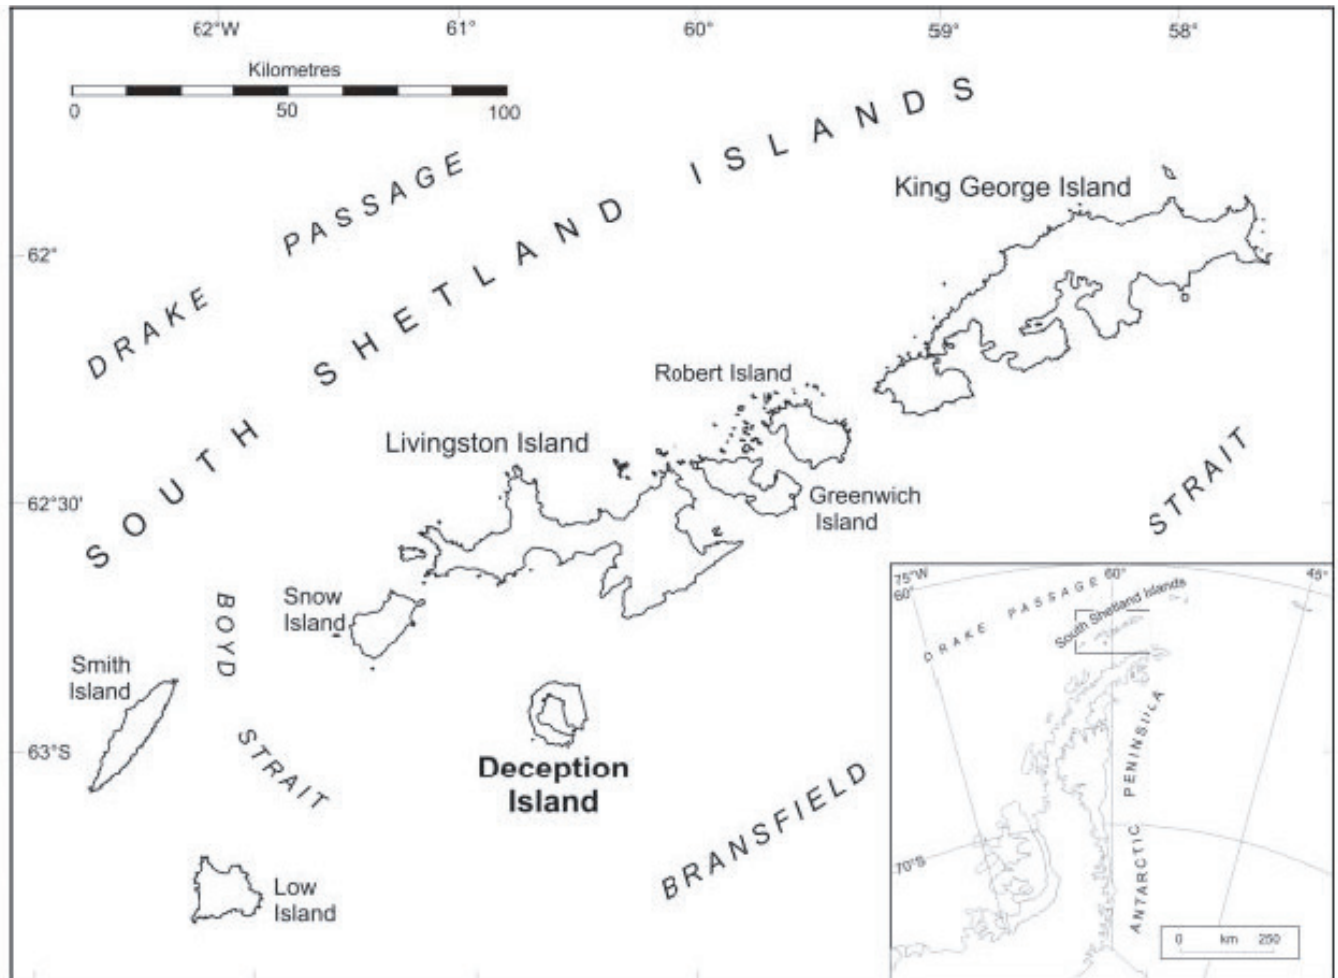 62°W 61° 60° 59° 58°
Kilometres
0 50 100
DRAKE PASSAGE
SOUTH SHETLAND ISLANDS
King George Island
62°
Robert Island
Livingston Island
Greenwich
Island
62°30'
STRAIT
BOYD
STRAIT
Snow
Island
Smith
Island
63°S
Deception
Island
BRANSFIELD
Low
Island
75°W 60° 45°
60°
DRAKE PASSAGE
South Shetland Islands
ANTARCTIC PENINSULA
70°S
0 km 250